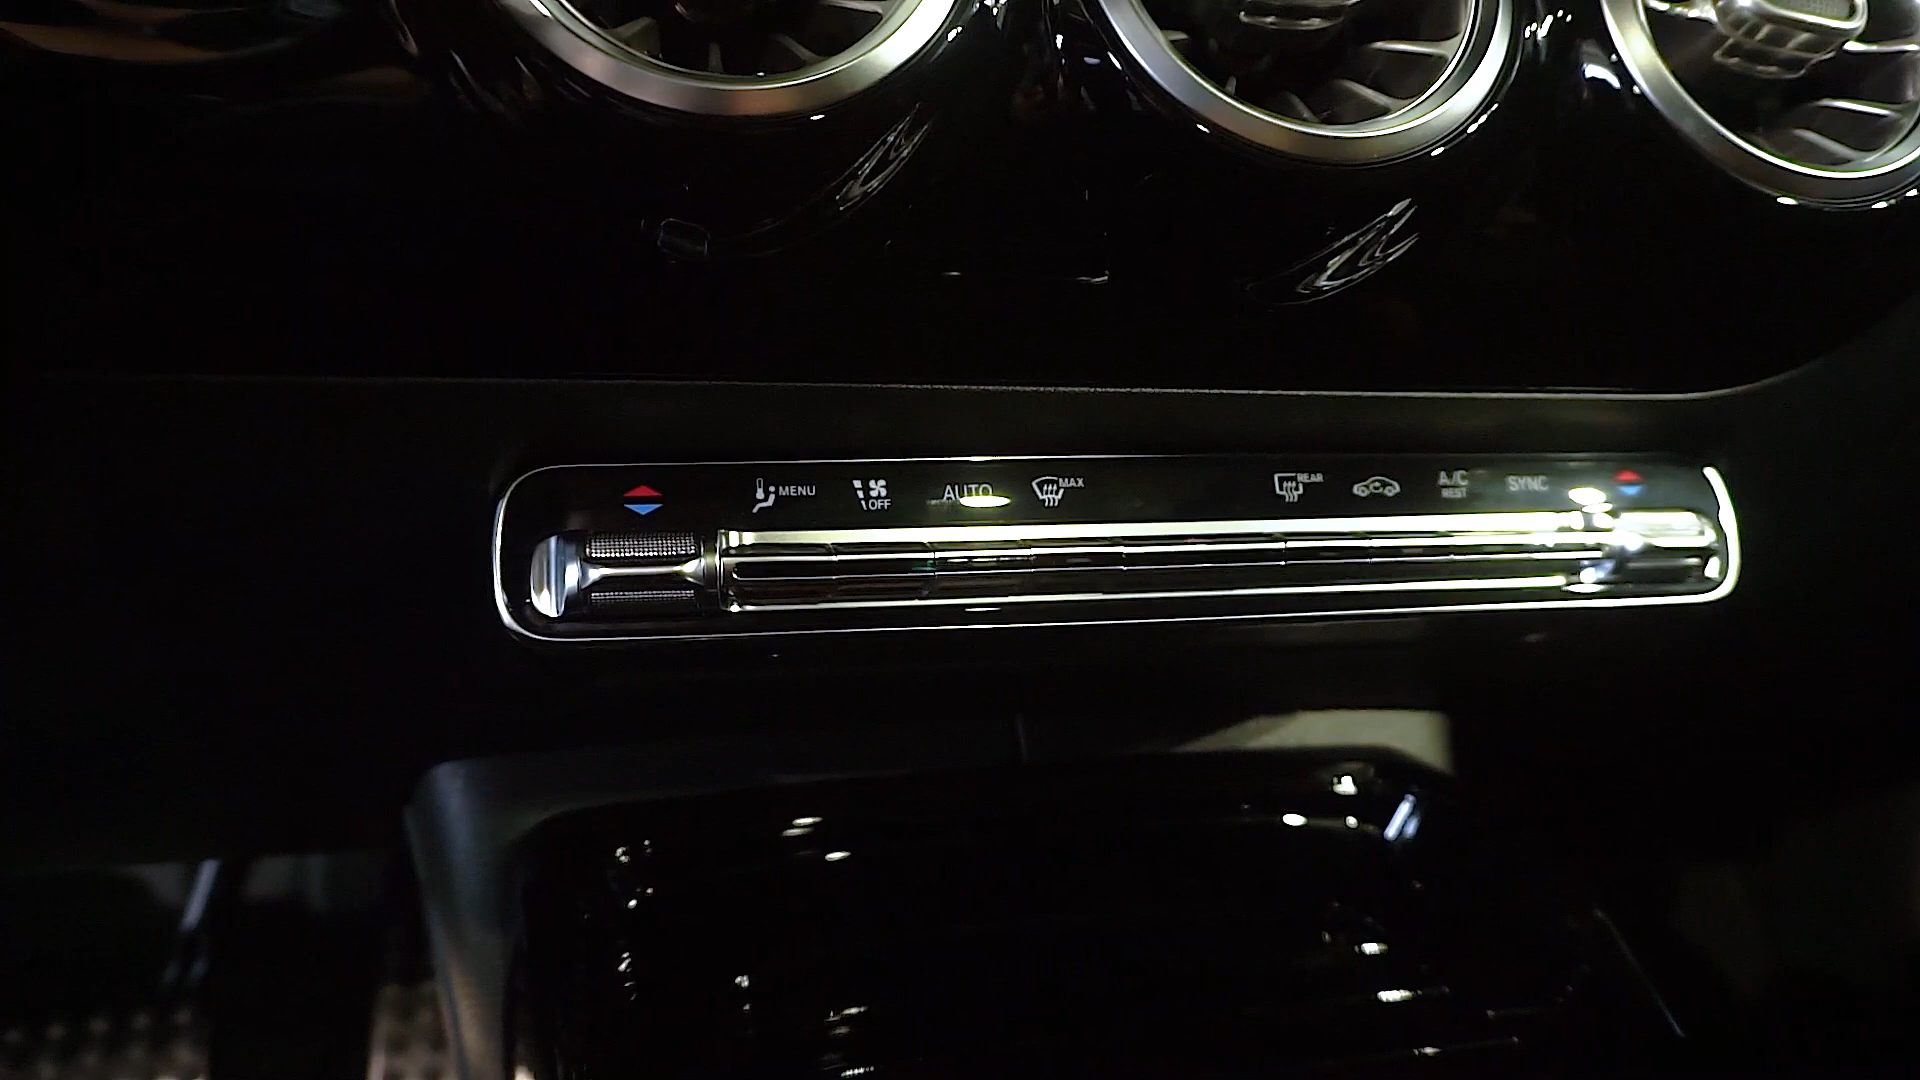 MENU
OFF
AUTO
MAX
REAR
A/C
REST
SYNC